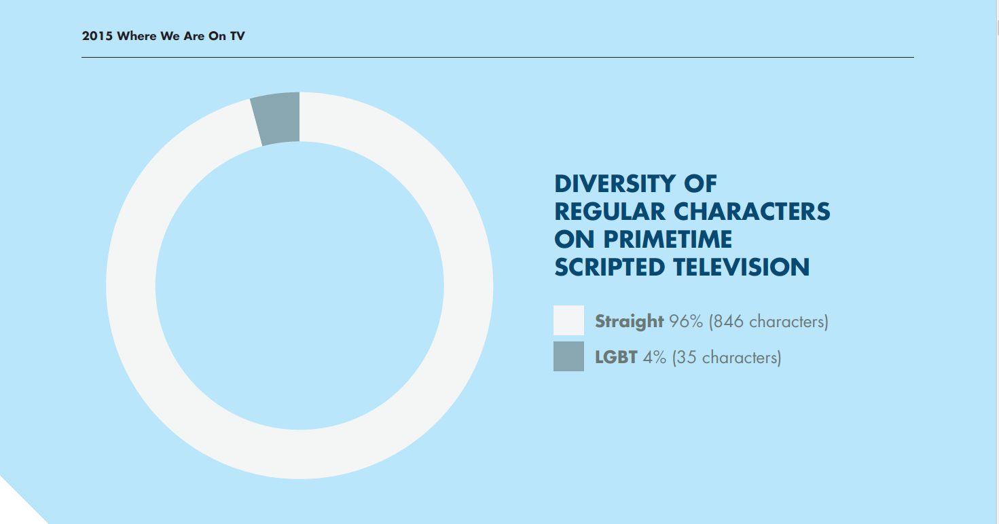 2015 Where We Are On TV
DIVERSITY OF
REGULAR CHARACTERS
ON PRIMETIME
SCRIPTED TELEVISION
Straight 96% (846 characters)
LGBT 4% (35 characters)